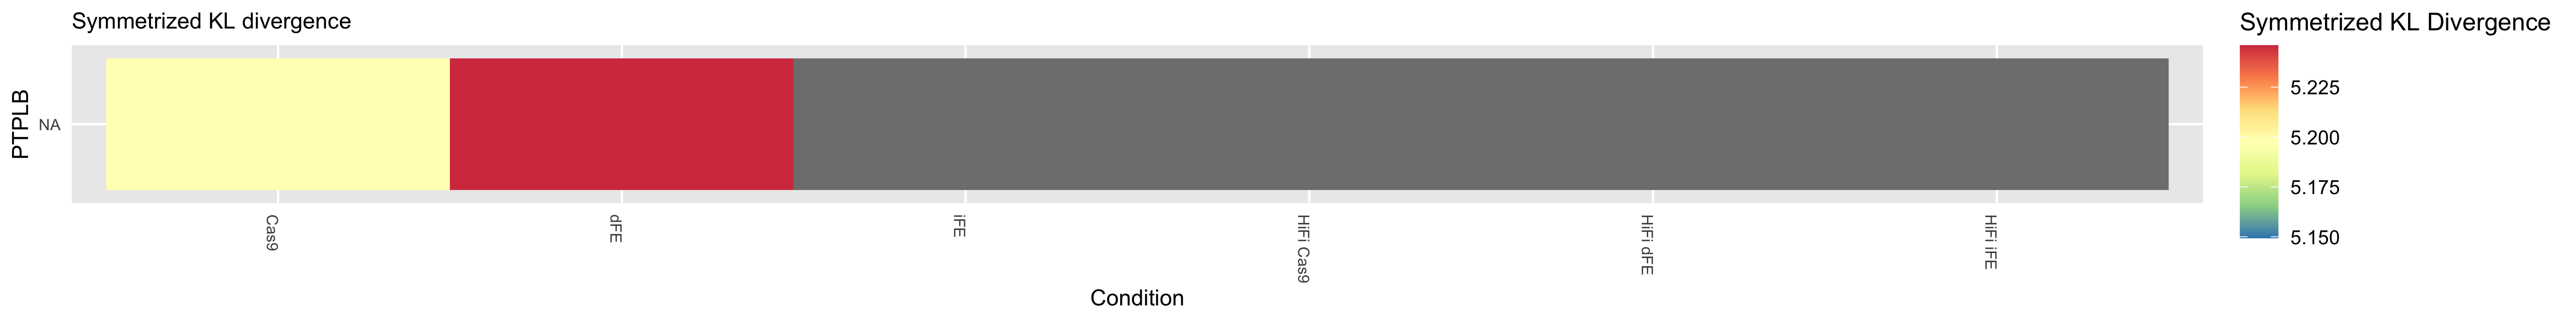 Symmetrized KL divergence
PTPLB
NA
Cas9
dFE
iFE
HiFi Cas9
HiFi dFE
HiFi iFE
Condition
Symmetrized KL Divergence
5.225
5.200
5.175
5.150